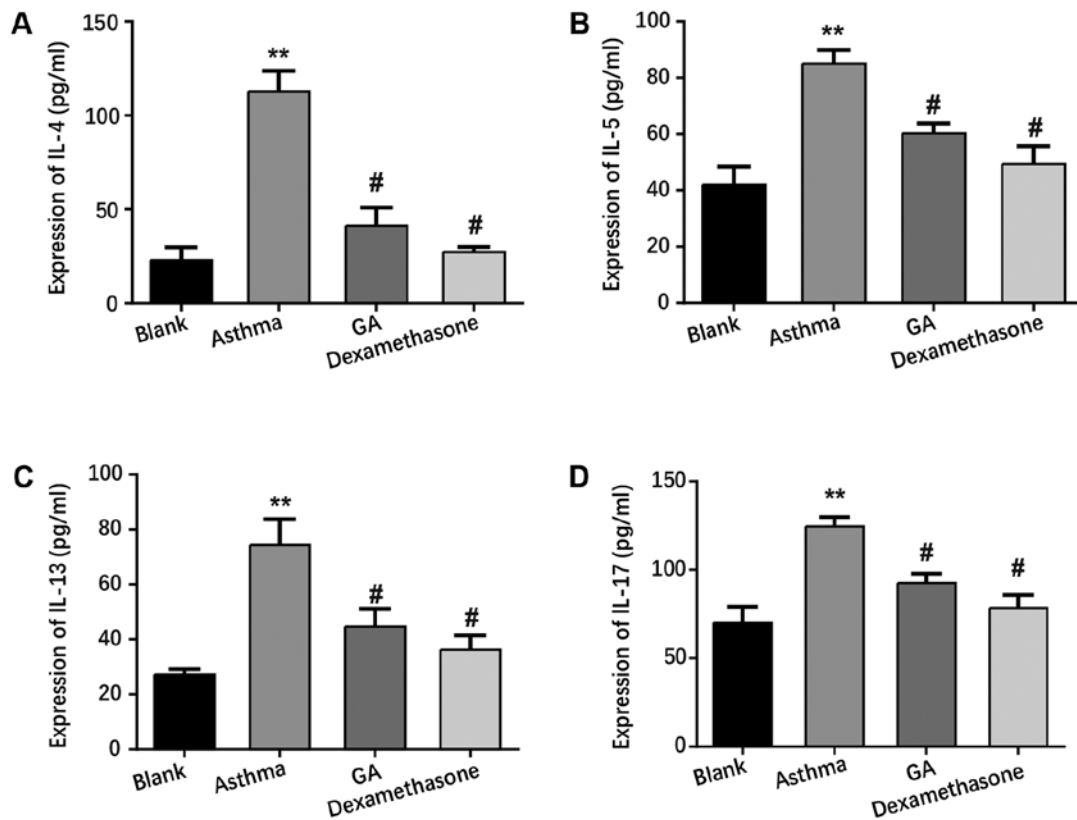 A
Expression of IL-4 (pg/ml)
150
100
50
0
**
#
#
Blank
Asthma
GA
Dexamethasone
B
Expression of IL-5 (pg/ml)
100
80
60
40
20
0
**
#
#
Blank
Asthma
GA
Dexamethasone
C
Expression of IL-13 (pg/ml)
100
80
60
40
20
0
**
#
#
Blank
Asthma
GA
Dexamethasone
D
Expression of IL-17 (pg/ml)
150
100
50
0
**
#
#
Blank
Asthma
GA
Dexamethasone